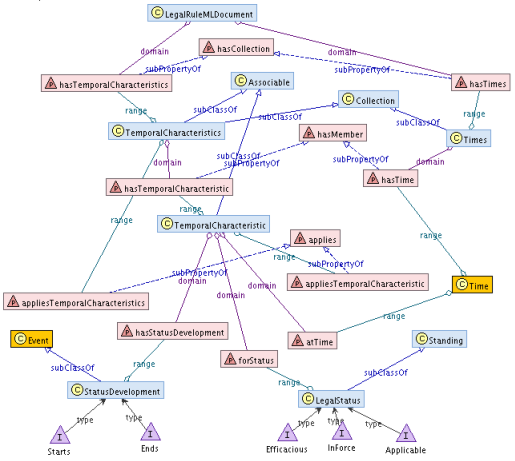 C LegalRuleMLDocument
domain
domain
P hasCollection
subPropertyOf
subPropertyOf
P hasTemporalCharacteristics
C Associable
P hasTimes
range
subClassOf
C Collection
range
C TemporalCharacteristics
subClassOf
subClassOf
P hasMember
C Times
domain
subClassOf
subPropertyOf
subPropertyOf
domain
P hasTemporalCharacteristic
P hasTime
range
range
C TemporalCharacteristic
range
P applies
range
subPropertyOf
subPropertyOf
domain
P appliesTemporalCharacteristic
C Time
domain
domain
P appliesTemporalCharacteristics
range
P hasStatusDevelopment
P atTime
C Event
C Standing
P forStatus
subClassOf
range
range
subClassOf
C StatusDevelopment
C LegalStatus
type
type
type
type
type
I
I
I
I
I
Starts
Ends
Efficacious
InForce
Applicable